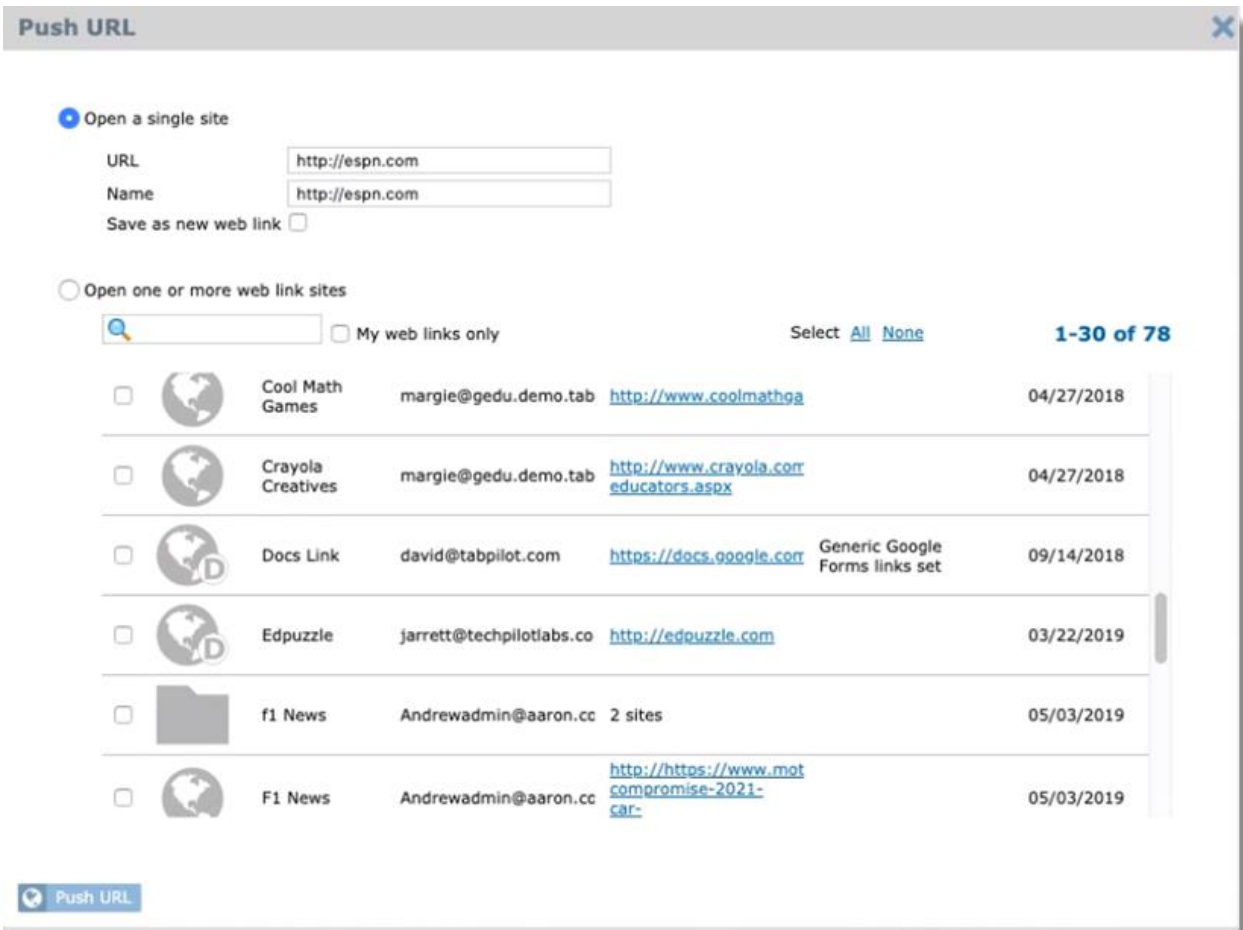 Push URL
Open a single site
URL http://espn.com
Name http://espn.com
Save as new web link
Open one or more web link sites
My web links only Select All None 1-30 of 78
Cool Math
Games margie@gedu.demo.tab http://www.coolmathga 04/27/2018
Crayola
Creatives margie@gedu.demo.tab http://www.crayola.com
educators.aspx 04/27/2018
D
Docs Link david@tabpilot.com https://docs.google.com Generic Google
Forms links set 09/14/2018
D
Edpuzzle jarrett@techpilotlabs.co http://edpuzzle.com 03/22/2019
f1 News Andrewadmin@aaron.cc 2 sites 05/03/2019
F1 News Andrewadmin@aaron.cc http://https://www.mot
compromise-2021-
car- 05/03/2019
Push URL